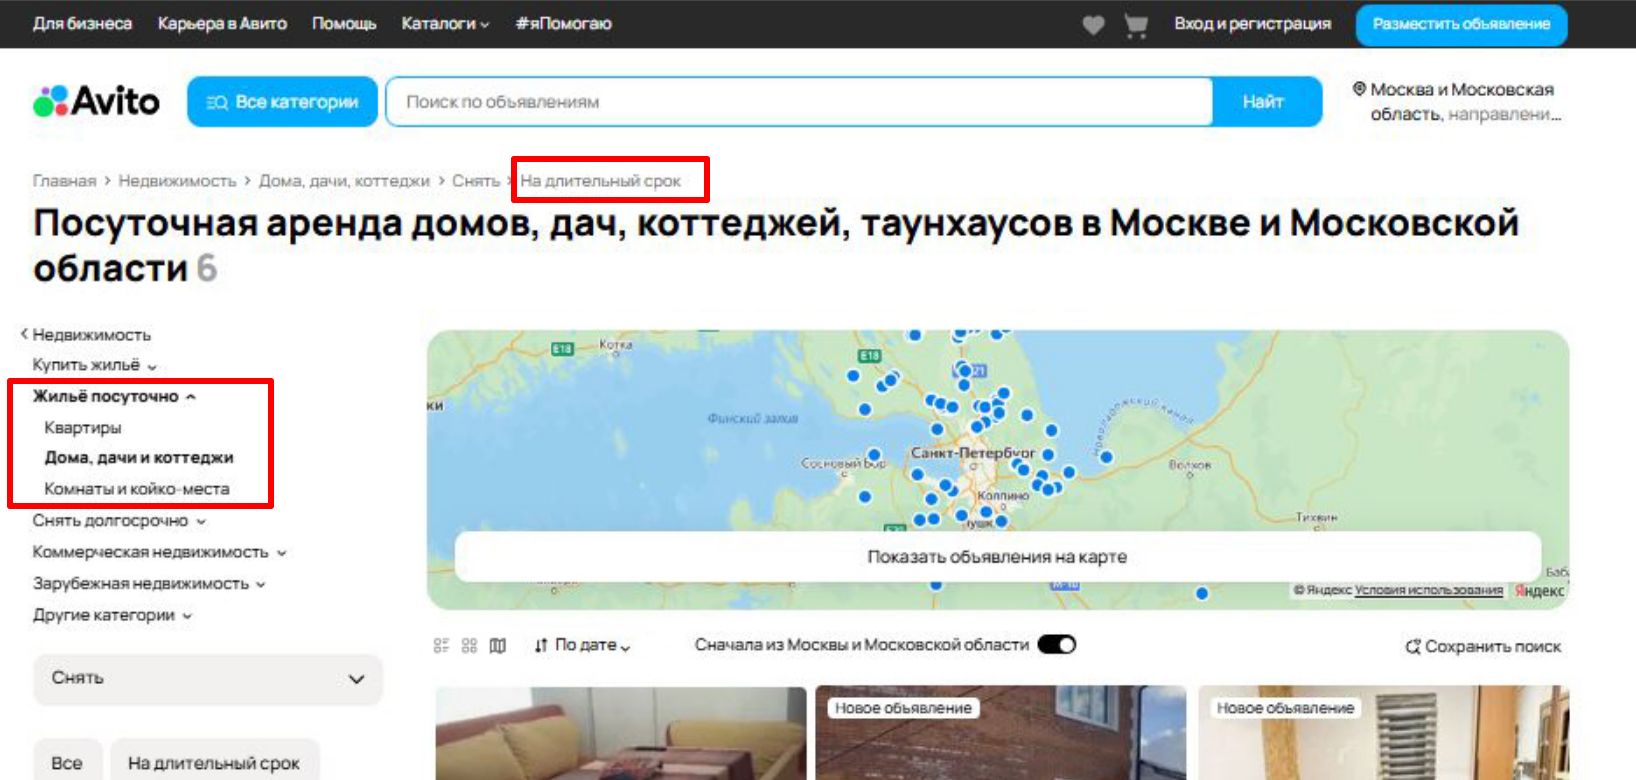 Для бизнеса Карьера в Авито Помощь Каталоги #яПомогаю Вход и регистрация Разместить объявление
Avito Все категории Поиск по объявлениям Найт Москва и Московская
область, направлени...
Главная > Недвижимость > Дома, дачи, коттеджи > Снять > На длительный срок
Посуточная аренда домов, дач, коттеджей, таунхаусов в Москве и Московской
области 6
Недвижимость
Купить жильё
Жильё посуточно
Квартиры
Дома, дачи и коттеджи
Комнаты и койко-места
Снять долгосрочно
Коммерческая недвижимость
Зарубежная недвижимость
Другие категории
Снять
Все На длительный срок
E18 Котка
E18
21
ки
Финский залив
Санкт-Петербург
Сосновый Бор
Волхов
Колпино
Тихвин
Показать объявления на карте
Баб
М-10
© Яндекс Условия использования Яндекс
По дате Сначала из Москвы и Московской области Сохранить поиск
Новое объявление Новое объявление